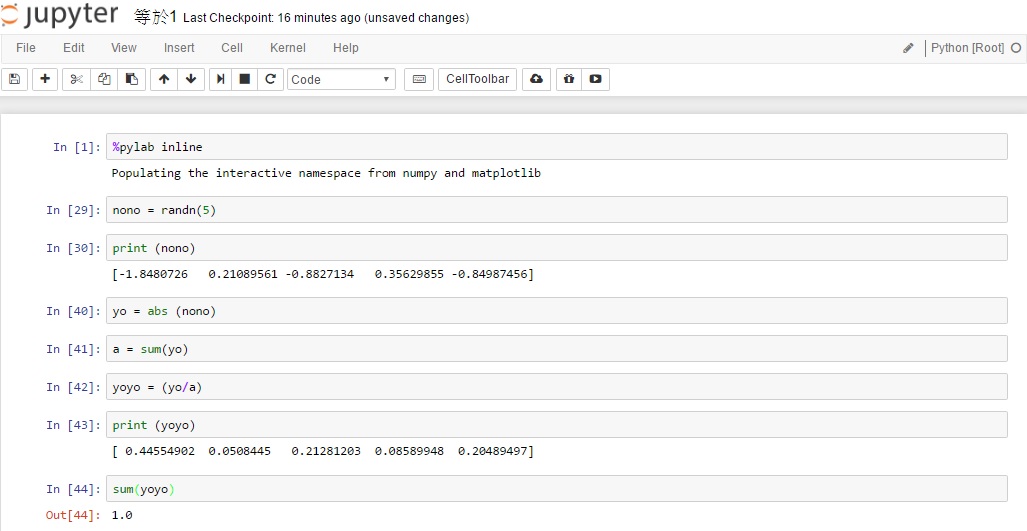 jupyter 等於1 Last Checkpoint: 16 minutes ago (unsaved changes)
File Edit View Insert Cell Kernel Help Python [Root]
Code CellToolbar
In [1]: %pylab inline
Populating the interactive namespace from numpy and matplotlib
In [29]: nono = randn(5)
In [30]: print (nono)
[-1.8480726   0.21089561 -0.8827134   0.35629855 -0.84987456]
In [40]: yo = abs (nono)
In [41]: a = sum(yo)
In [42]: yoyo = (yo/a)
In [43]: print (yoyo)
[ 0.44554902  0.0508445   0.21281203  0.08589948  0.20489497]
In [44]: sum(yoyo)
Out[44]: 1.0